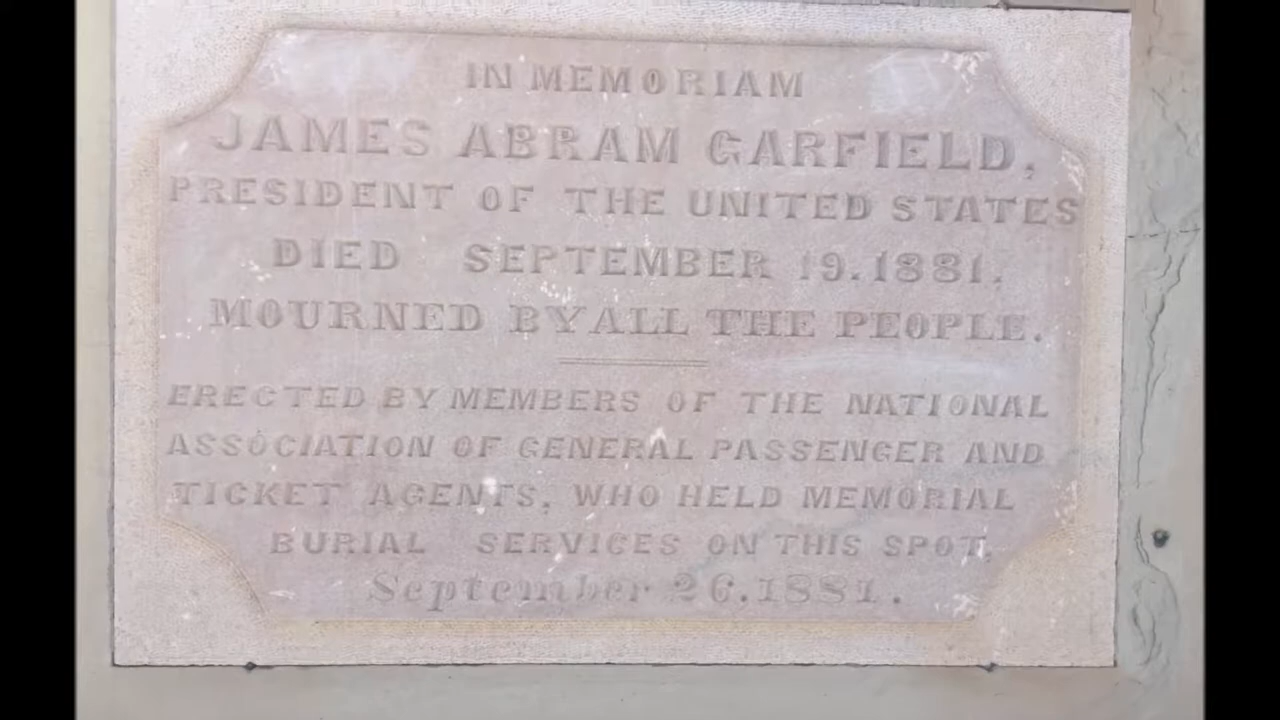 IN MEMORIAM
JAMES ABRAM GARFIELD,
PRESIDENT OF THE UNITED STATES
DIED SEPTEMBER 19.1881.
MOURNED BY ALL THE PEOPLE.
ERECTED BY MEMBERS OF THE NATIONAL
ASSOCIATION OF GENERAL PASSENGER AND
TICKET AGENTS, WHO HELD MEMORIAL
BURIAL SERVICES ON THIS SPOT,
September 26.1881.